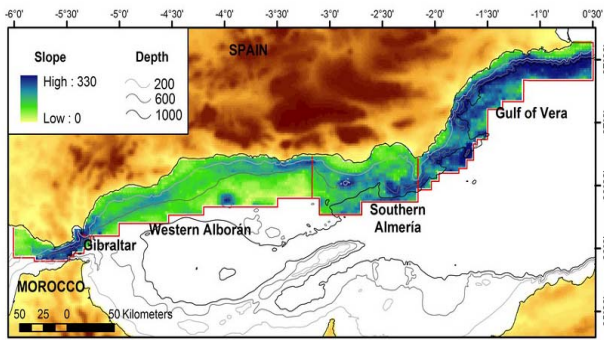 -6'0" -5'30" -5'0" -4'30" -4'0" -3'30" -3'0" -2'30" -2'0" -1'30" -1'0" 0'30"
Slope Depth
High : 330
Low : 0
200
600
1000
SPAIN
Gulf of Vera
Southern
Almería
Western Alborán
Gibraltar
MOROCCO
50 25 0 50 Kilometers